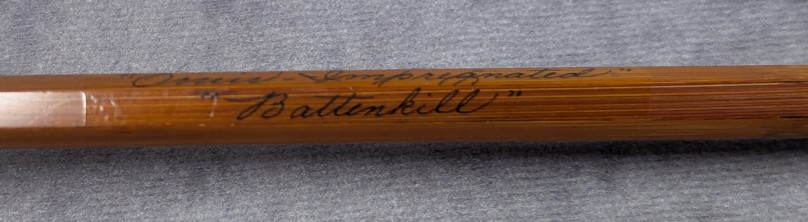 "Orvis-Impregnated"
"Battenkill"